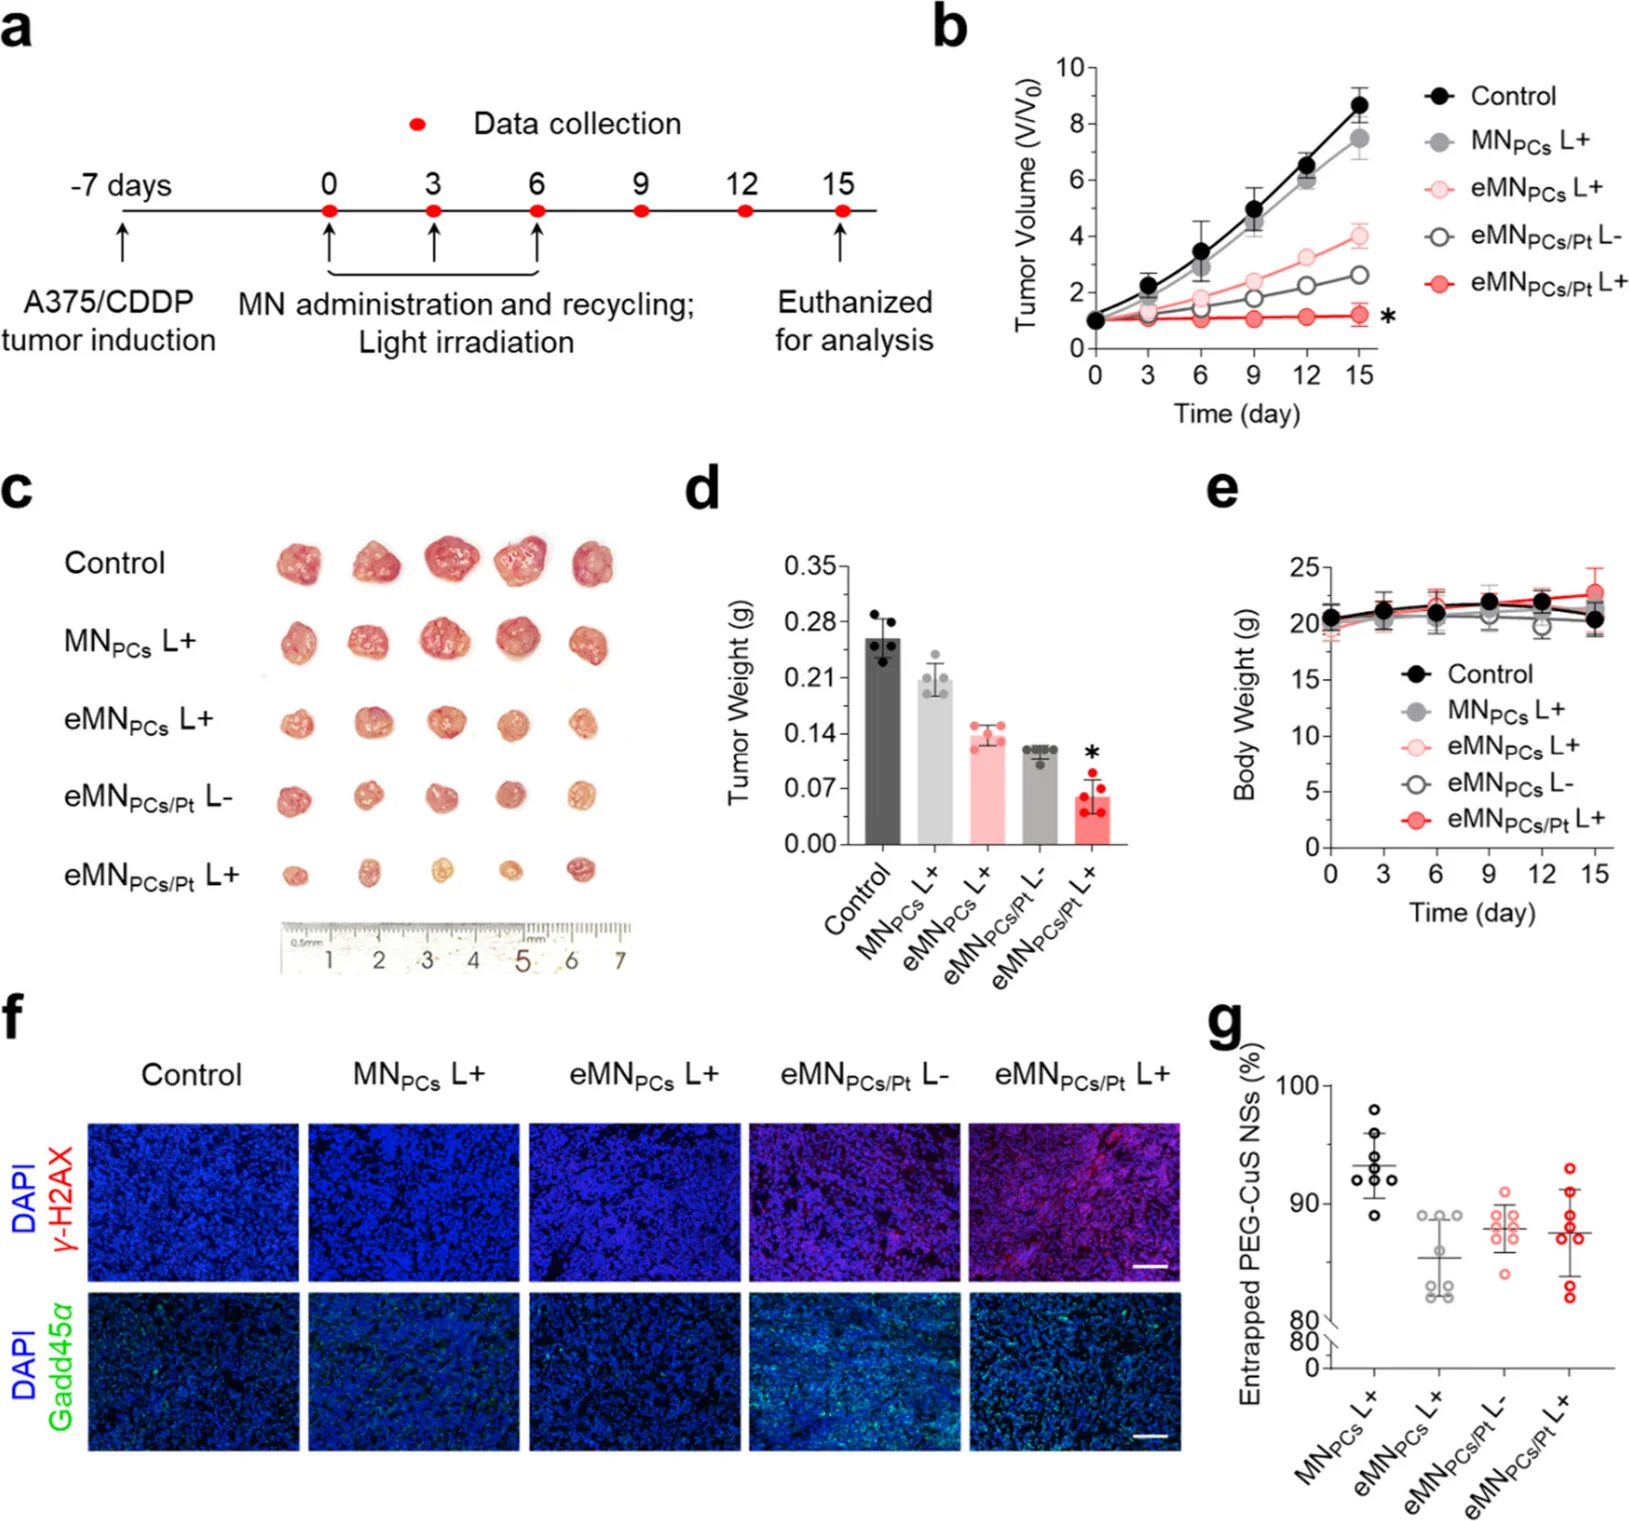 a
Data collection
-7 days 0 3 6 9 12 15
A375/CDDP
tumor induction
MN administration and recycling;
Light irradiation
Euthanized
for analysis
b
Tumor Volume (V/V0)
10
8
6
4
2
0
0 3 6 9 12 15
Time (day)
Control
MNPCs L+
eMNPCs L+
eMNPCs/Pt L-
eMNPCs/Pt L+
*
c
Control
MNPCs L+
eMNPCs L+
eMNPCs/Pt L-
eMNPCs/Pt L+
0.5mm mm
1 2 3 4 5 6 7
d
Tumor Weight (g)
0.35
0.28
0.21
0.14
0.07
0.00
*
Control
MNPCs L+
eMNPCs L+
eMNPCs/Pt L-
eMNPCs/Pt L+
e
Body Weight (g)
25
20
15
10
5
0
Control
MNPCs L+
eMNPCs L+
eMNPCs L-
eMNPCs/Pt L+
0 3 6 9 12 15
Time (day)
f
Control MNPCs L+ eMNPCs L+ eMNPCs/Pt L- eMNPCs/Pt L+
DAPI
γ-H2AX
DAPI
Gadd45α
g
Entrapped PEG-CuS NSs (%)
100
90
80
80
0
MNPCs L+
eMNPCs L+
eMNPCs/Pt L-
eMNPCs/Pt L+